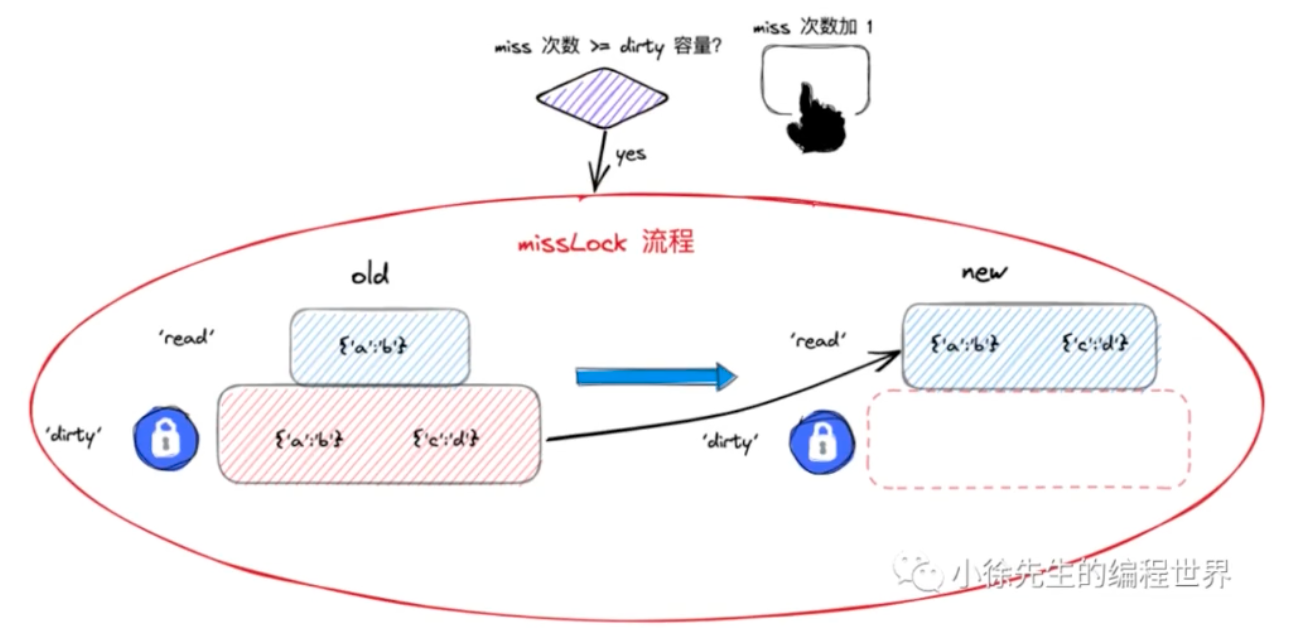 miss 次数加 1
miss 次数 >= dirty 容量?
yes
missLock 流程
old
new
'read'
{'a':'b'}
'read'
{'a':'b'} {'c':'d'}
'dirty'
{'a':'b'} {'c':'d'}
'dirty'
小徐先生的编程世界